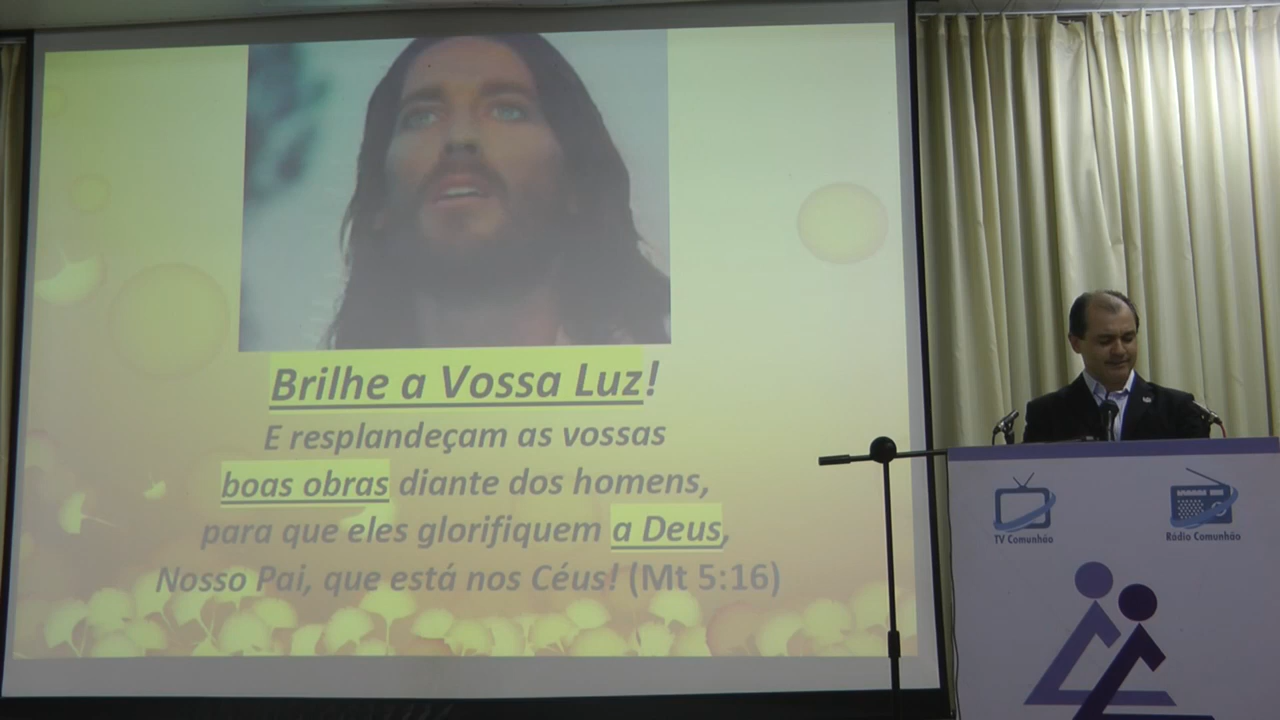 Brilhe a Vossa Luz!
E resplandeçam as vossas
boas obras diante dos homens,
para que eles glorifiquem a Deus,
Nosso Pai, que está nos Céus! (Mt 5:16)
TV Comunhão
Rádio Comunhão